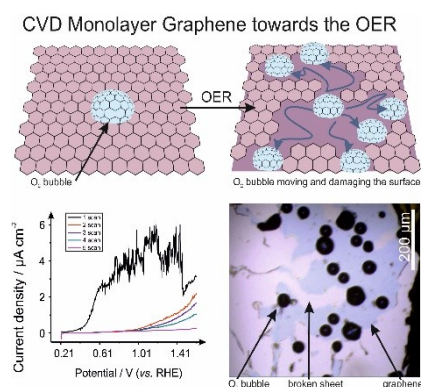 CVD Monolayer Graphene towards the OER
OER
O₂ bubble
O₂ bubble moving and damaging the surface
Current density / µA cm⁻²
6
4
2
0
1 scan
2 scan
3 scan
4 scan
5 scan
0.21 0.61 1.01 1.41
Potential / V (vs. RHE)
200 µm
O₂ bubble broken sheet graphene